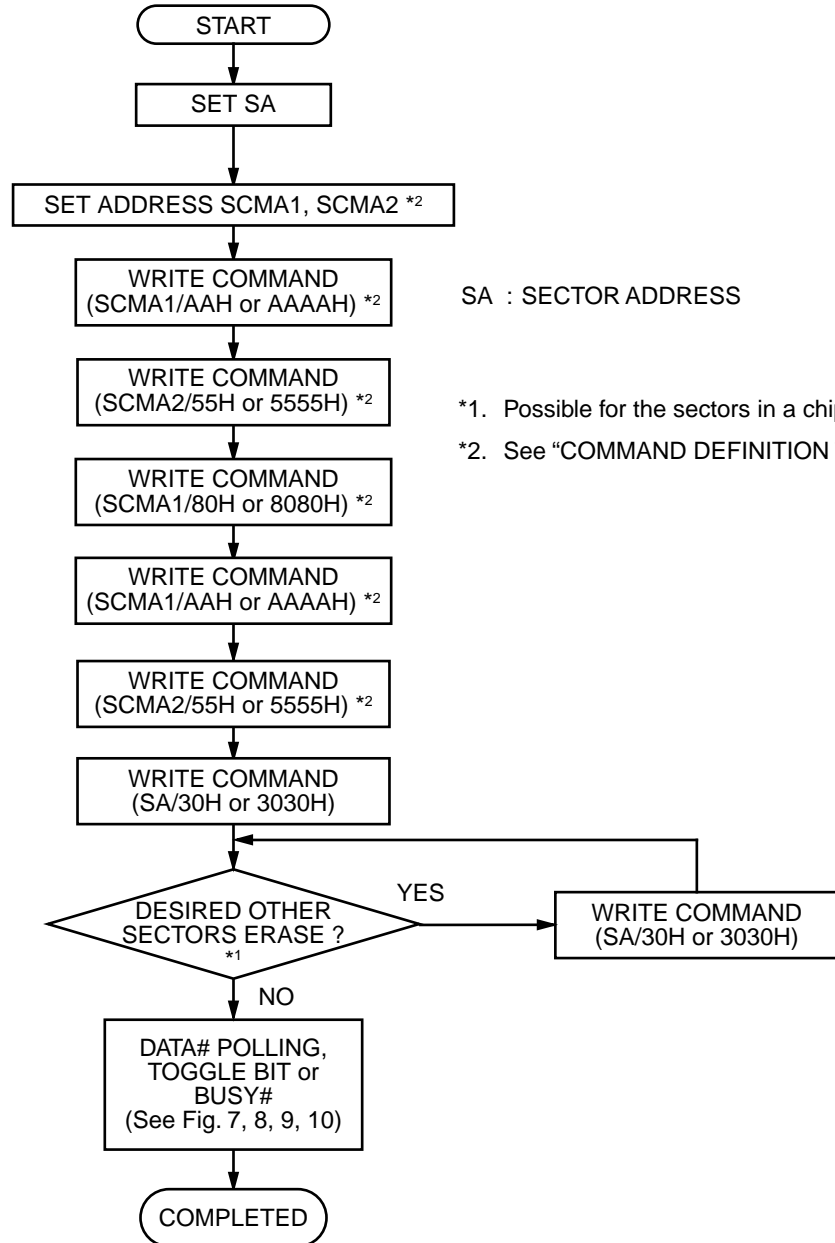 START
SET SA
SET ADDRESS SCMA1, SCMA2 *2
WRITE COMMAND
(SCMA1/AAH or AAAAH) *2
SA : SECTOR ADDRESS
WRITE COMMAND
(SCMA2/55H or 5555H) *2
*1. Possible for the sectors in a
*2. See “COMMAND DEFINITION
WRITE COMMAND
(SCMA1/80H or 8080H) *2
WRITE COMMAND
(SCMA1/AAH or AAAAH) *2
WRITE COMMAND
(SCMA2/55H or 5555H) *2
WRITE COMMAND
(SA/30H or 3030H)
DESIRED OTHER
SECTORS ERASE ?
*1
YES
WRITE COMMAND
(SA/30H or 3030H)
NO
DATA# POLLING,
TOGGLE BIT or
BUSY#
(See Fig. 7, 8, 9, 10)
COMPLETED